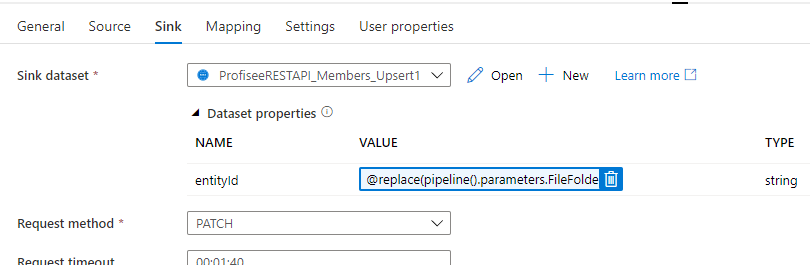 General Source Sink Mapping Settings User properties
Sink dataset * ProfiseeRESTAPI_Members_Upsert1 Open New Learn more
Dataset properties
NAME VALUE TYPE
entityId @replace(pipeline().parameters.FileFolde string
Request method * PATCH
Request timeout 00:01:40